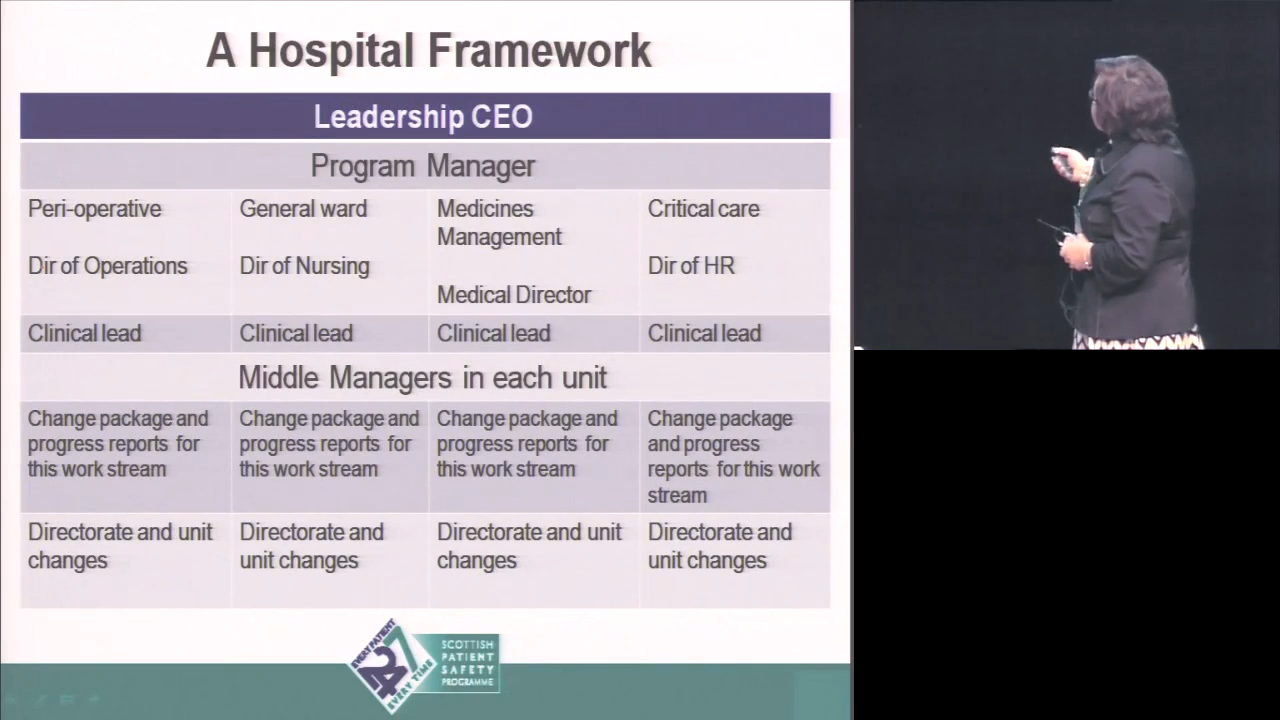 A Hospital Framework
Leadership CEO
Program Manager
Peri-operative
Dir of Operations
General ward
Dir of Nursing
Medicines
Management
Medical Director
Critical care
Dir of HR
Clinical lead
Clinical lead
Clinical lead
Clinical lead
Middle Managers in each unit
Change package and
progress reports for
this work stream
Change package and
progress reports for
this work stream
Change package and
progress reports for
this work stream
Change package
and progress
reports for this work
stream
Directorate and unit
changes
Directorate and
unit changes
Directorate and unit
changes
Directorate and
unit changes
EVERY PATIENT
24
7
EVERY TIME
SCOTTISH
PATIENT
SAFETY
PROGRAMME